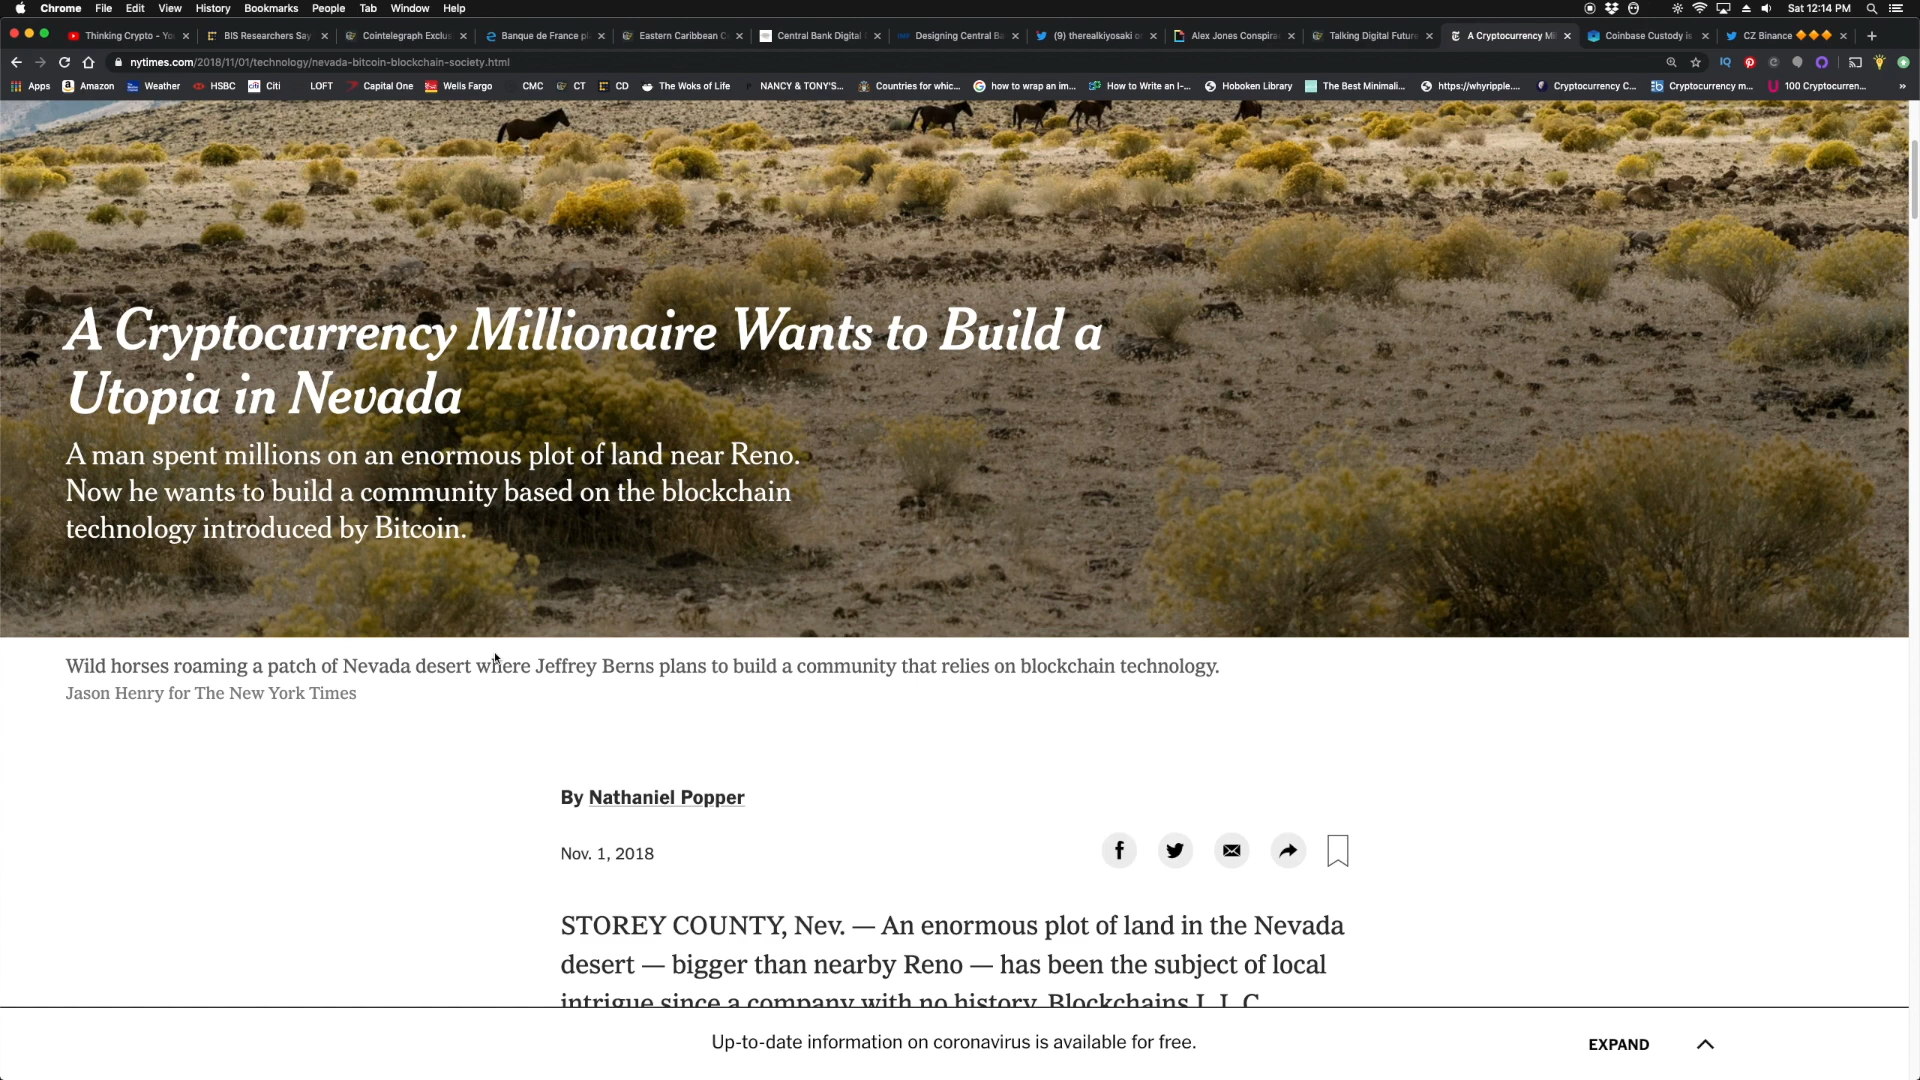 Chrome File Edit View History Bookmarks People Tab Window Help Sat 12:14 PM
Thinking Crypto - Yo BIS Researchers Say Cointelegraph Exclus Banque de France p Eastern Caribbean C Central Bank Digital Designing Central Ba (9) therealkiyosaki o Alex Jones Conspira Talking Digital Future A Cryptocurrency Mi Coinbase Custody is CZ Binance
nytimes.com/2018/11/01/technology/nevada-bitcoin-blockchain-society.html
Apps Amazon Weather HSBC Citi LOFT Capital One Wells Fargo CMC CT CD The Woks of Life NANCY & TONY'S... Countries for whic... how to wrap an im... How to Write an I-... Hoboken Library The Best Minimali... https://whyripple.... Cryptocurrency C... Cryptocurrency m... 100 Cryptocurren... »
A Cryptocurrency Millionaire Wants to Build a
Utopia in Nevada
A man spent millions on an enormous plot of land near Reno.
Now he wants to build a community based on the blockchain
technology introduced by Bitcoin.
Wild horses roaming a patch of Nevada desert where Jeffrey Berns plans to build a community that relies on blockchain technology.
Jason Henry for The New York Times
By Nathaniel Popper
Nov. 1, 2018
STOREY COUNTY, Nev. — An enormous plot of land in the Nevada
desert — bigger than nearby Reno — has been the subject of local
intrigue since a company with no history, Blockchains L.L.C.
Up-to-date information on coronavirus is available for free.
EXPAND